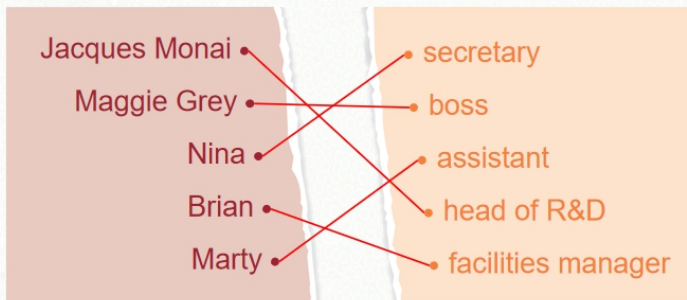 Jacques Monai
Maggie Grey
Nina
Brian
Marty
secretary
boss
assistant
head of R&D
facilities manager